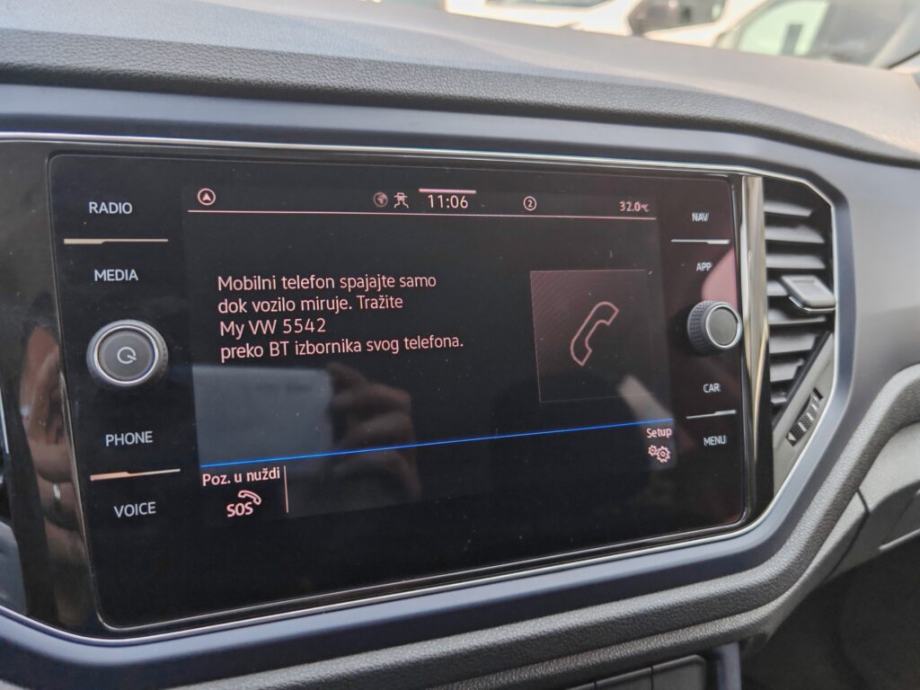 RADIO
MEDIA
PHONE
VOICE
11:06
2
32.0°C
Mobilni telefon spajajte samo
dok vozilo miruje. Tražite
My VW 5542
preko BT izbornika svog telefona.
Setup
Poz. u nuždi
SOS
NAV
APP
CAR
MENU